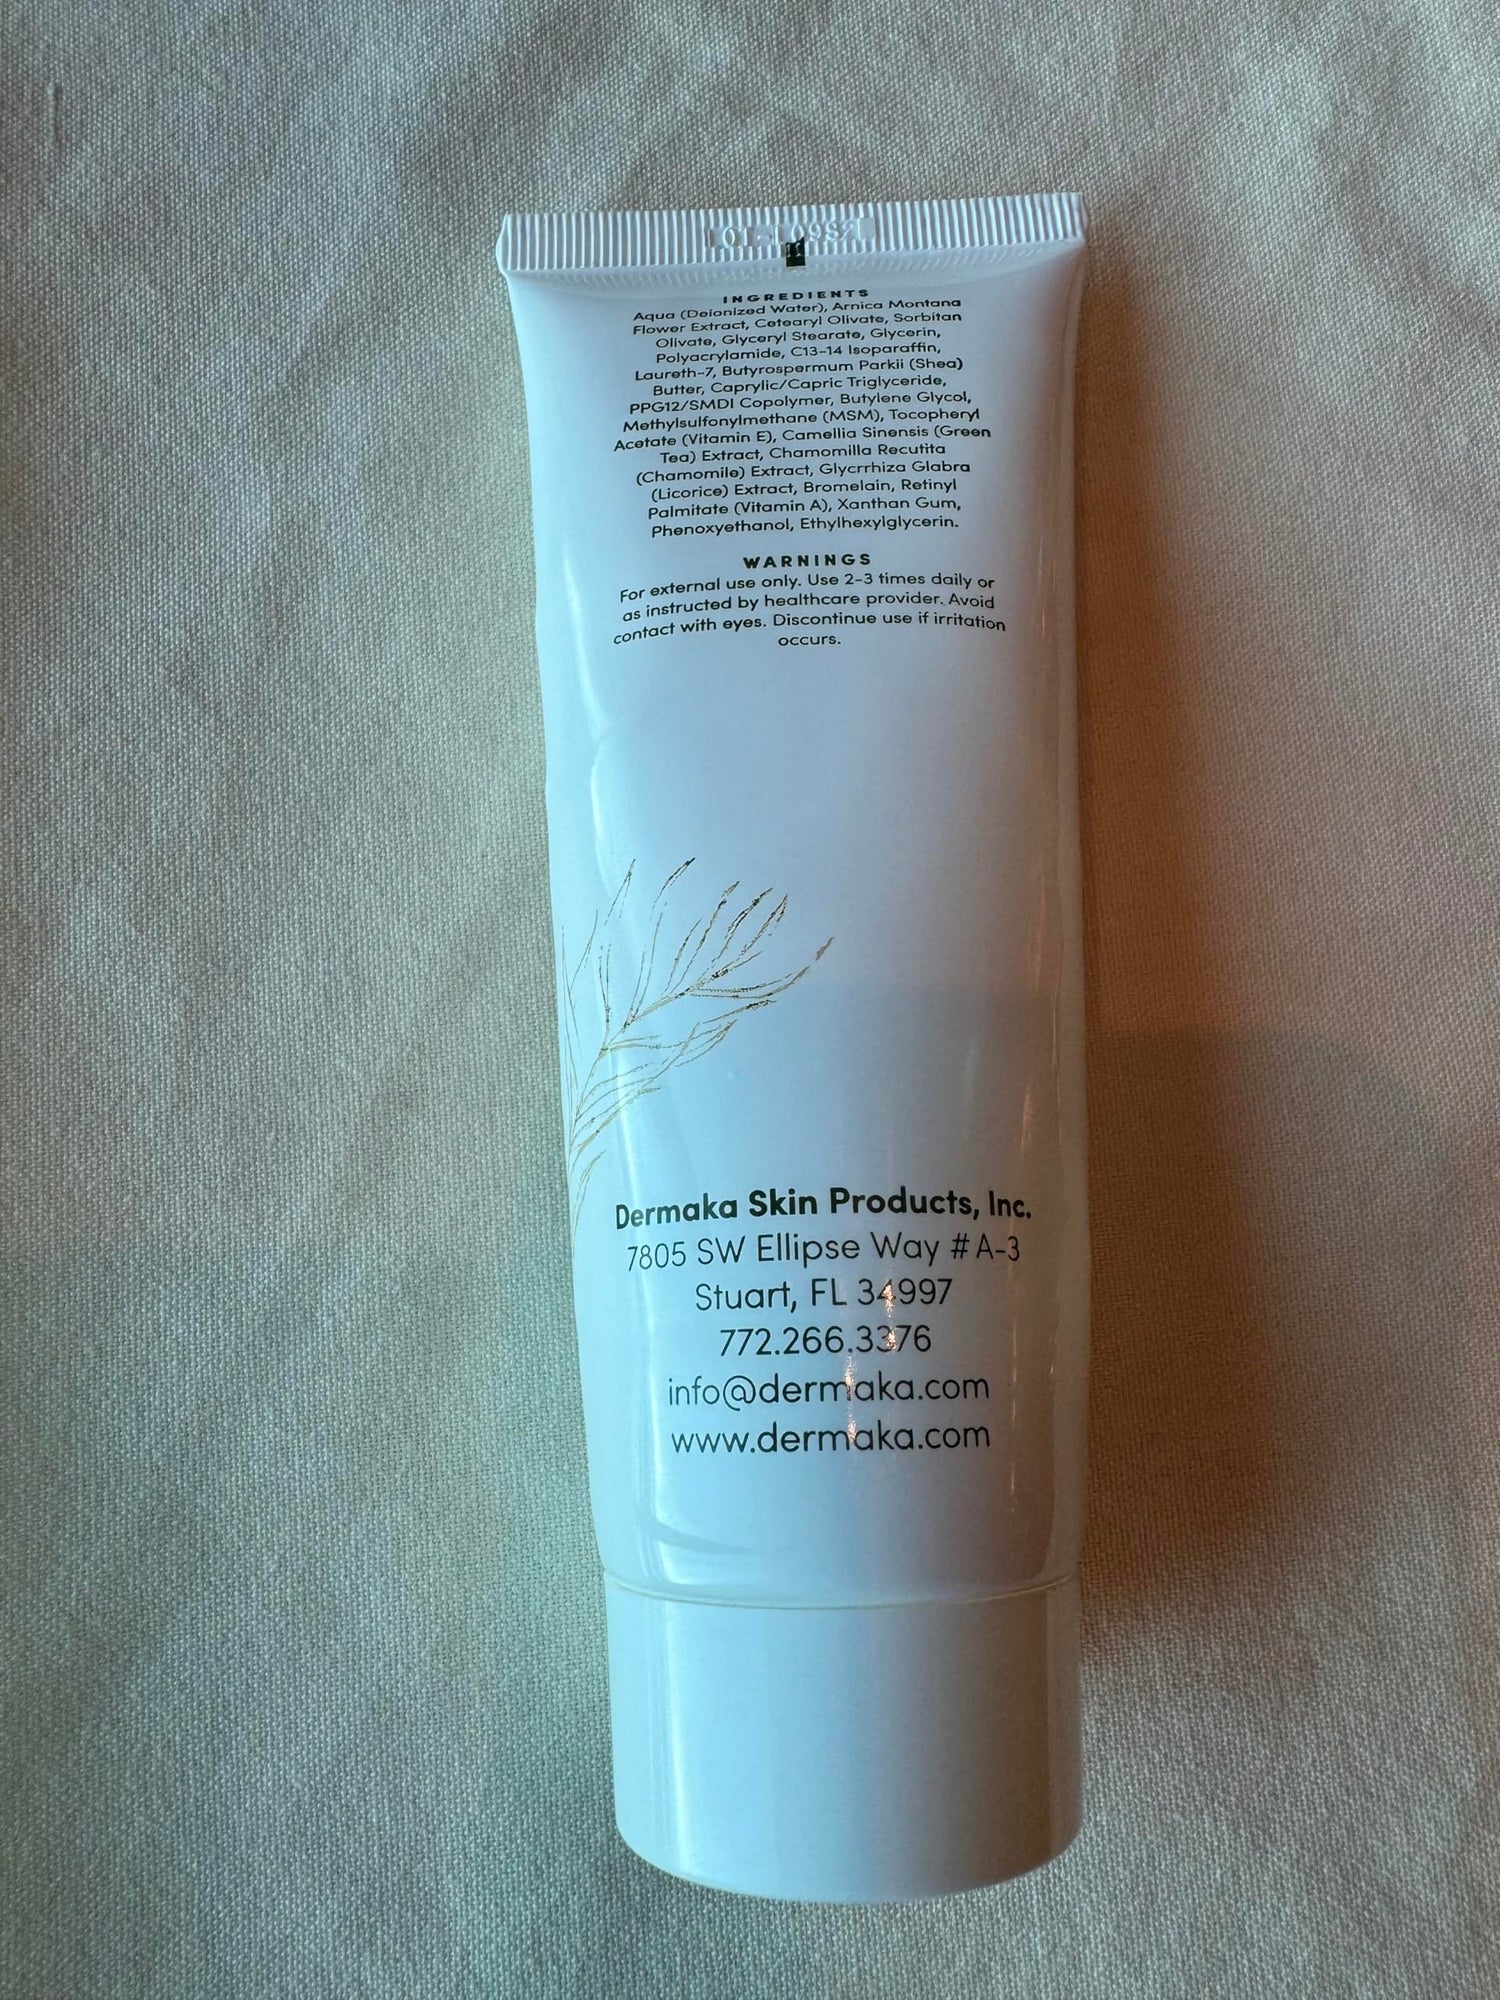 INGREDIENTS
Aqua (Deionized Water), Arnica Montana
Flower Extract, Cetearyl Olivate, Sorbitan
Olivate, Glyceryl Stearate, Glycerin,
Polyacrylamide, C13-14 Isoparaffin,
Laureth-7, Butyrospermum Parkii (Shea)
Butter, Caprylic/Capric Triglyceride,
PPG12/SMDI Copolymer, Butylene Glycol,
Methylsulfonylmethane (MSM), Tocopheryl
Acetate (Vitamin E), Camellia Sinensis (Green
Tea) Extract, Chamomilla Recutita
(Chamomile) Extract, Glycrrhiza Glabra
(Licorice) Extract, Bromelain, Retinyl
Palmitate (Vitamin A), Xanthan Gum,
Phenoxyethanol, Ethylhexylglycerin.
WARNINGS
For external use only. Use 2-3 times daily or
as instructed by healthcare provider. Avoid
contact with eyes. Discontinue use if irritation
occurs.
Dermaka Skin Products, Inc.
7805 SW Ellipse Way #A-3
Stuart, FL 34997
772.266.3376
info@dermaka.com
www.dermaka.com